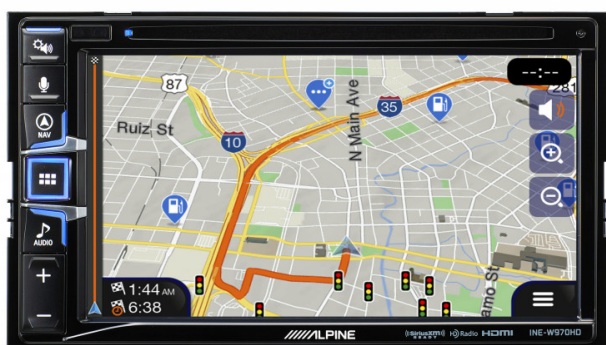 87
Ruiz St
N Main Ave
35
281
10
--:--
NAV
AUDIO
1:44 AM
6:38
amo St
ALPINE
((SiriusXM)) READY
HD Radio
HDMI
INE-W970HD